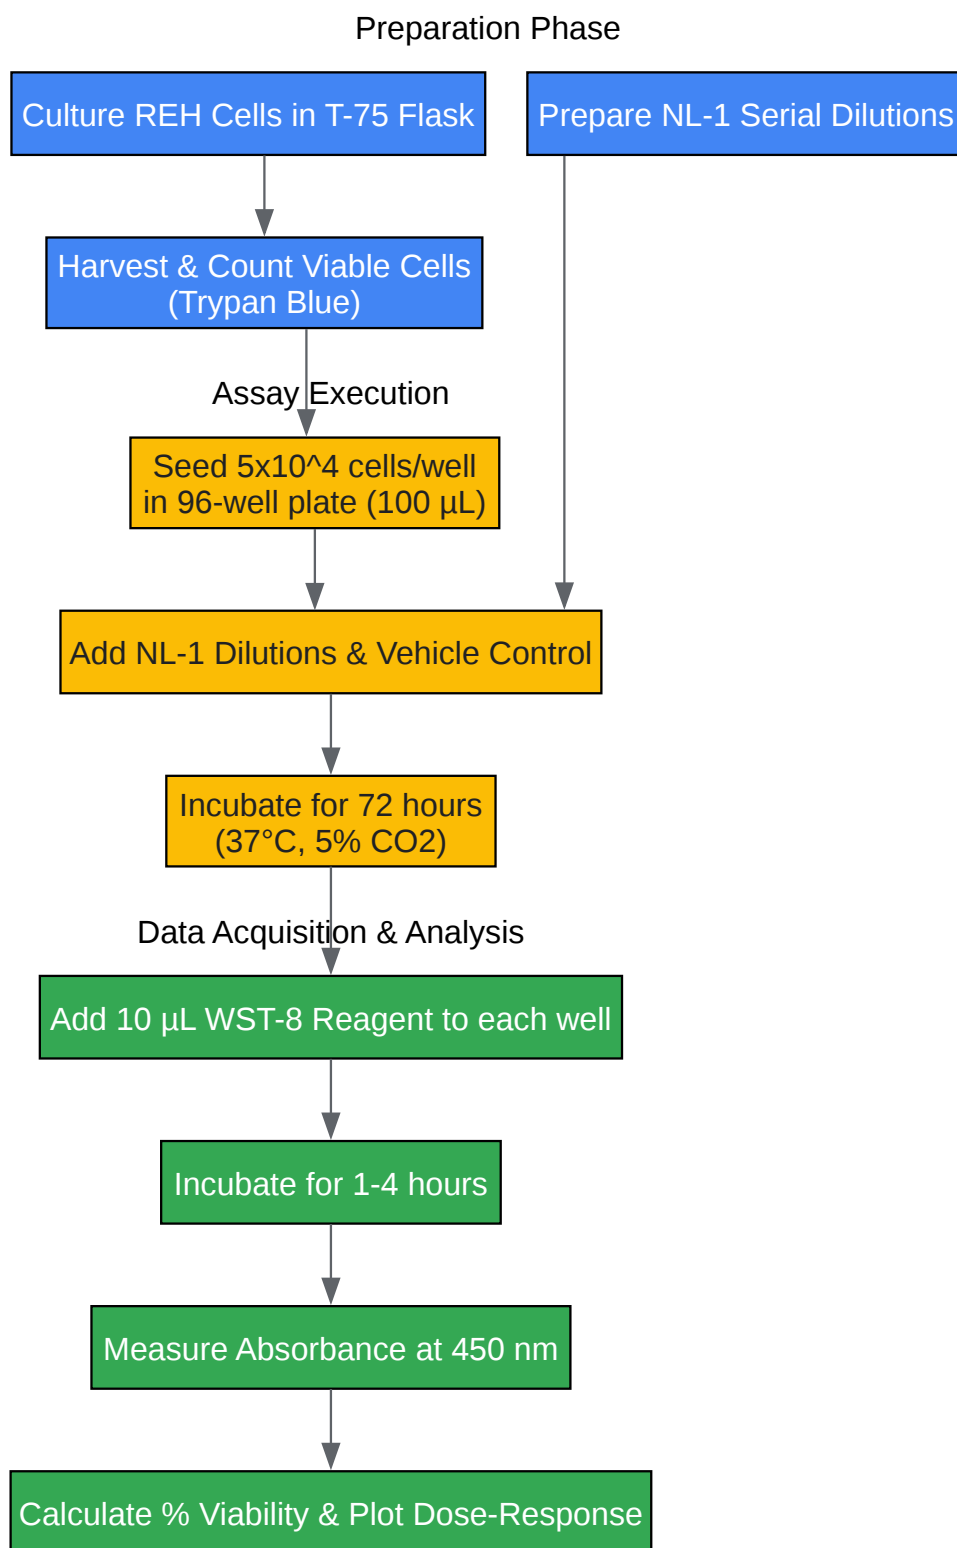 Preparation Phase
Culture REH Cells in T-75 Flask
Prepare NL-1 Serial Dilutions
Harvest & Count Viable Cells
(Trypan Blue)
Assay Execution
Seed 5x10^4 cells/well
in 96-well plate (100 µL)
Add NL-1 Dilutions & Vehicle Control
Incubate for 72 hours
(37°C, 5% CO2)
Data Acquisition & Analysis
Add 10 µL WST-8 Reagent to each well
Incubate for 1-4 hours
Measure Absorbance at 450 nm
Calculate % Viability & Plot Dose-Response